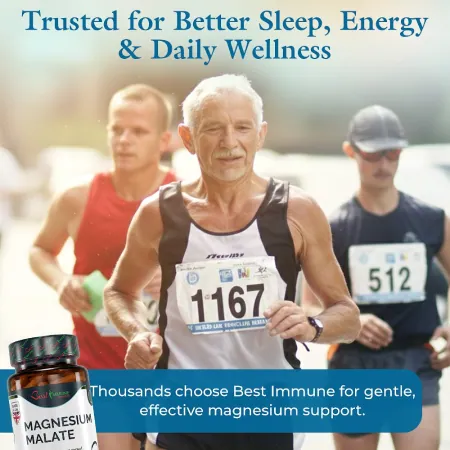 Trusted for Better Sleep, Energy
& Daily Wellness
1167
512
MAGNESIUM
MALATE
Thousands choose Best Immune for gentle,
effective magnesium support.